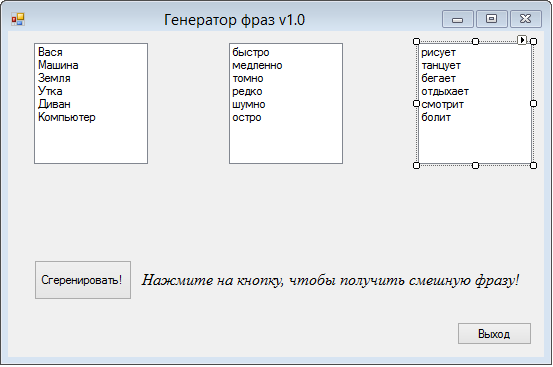 Генератор фраз v1.0
Вася
Машина
Земля
Утка
Диван
Компьютер
быстро
медленно
томно
редко
шумно
остро
рисует
танцует
бегает
отдыхает
смотрит
болит
Сгеренировать!
Нажмите на кнопку, чтобы получить смешную фразу!
Выход